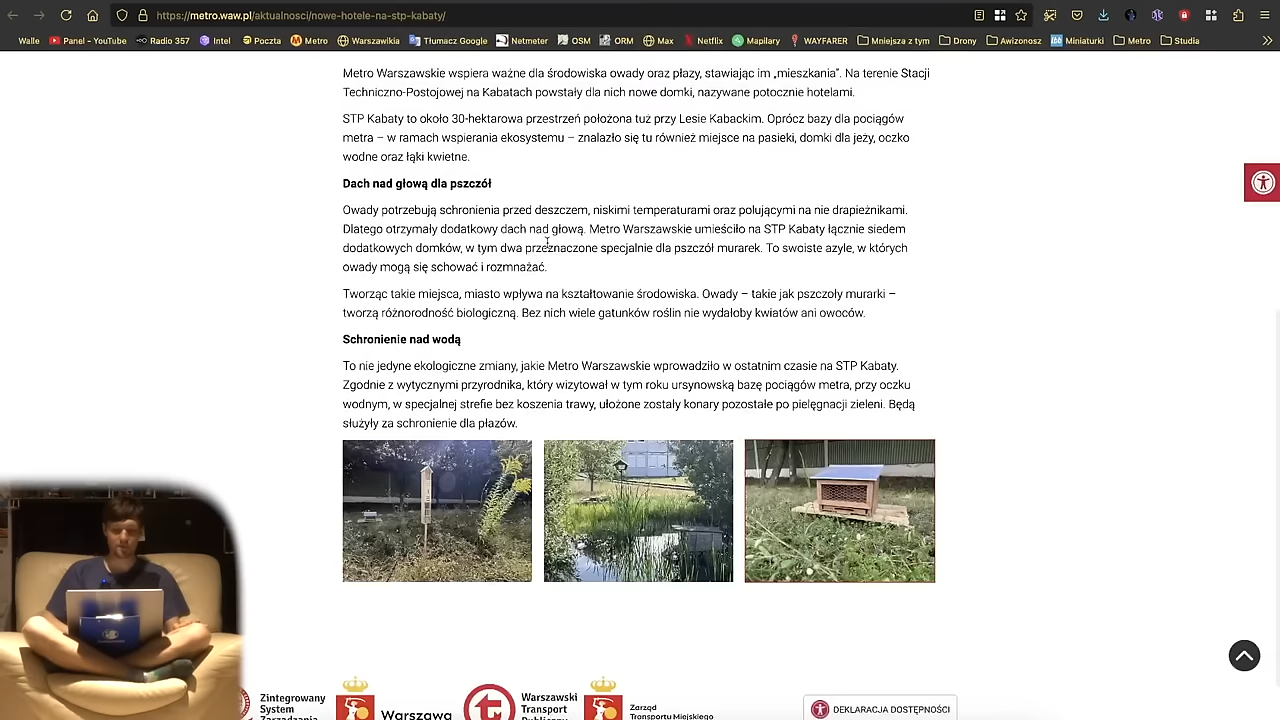 https://metro.waw.pl/aktualnosci/nowe-hotele-na-stp-kabaty/
Walle Panel - YouTube Radio 357 Intel Poczta Metro Warszawikia Tłumacz Google Netmeter OSM ORM Max Netflix Mapilary WAYFARER Mniejsza z tym Drony Awizonosz Miniaturki Metro Studia
Metro Warszawskie wspiera ważne dla środowiska owady oraz płazy, stawiając im „mieszkania”. Na terenie Stacji
Techniczno-Postojowej na Kabatach powstały dla nich nowe domki, nazywane potocznie hotelami.
STP Kabaty to około 30-hektarowa przestrzeń położona tuż przy Lesie Kabackim. Oprócz bazy dla pociągów
metra – w ramach wspierania ekosystemu – znalazło się tu również miejsce na pasieki, domki dla jeży, oczko
wodne oraz łąki kwietne.
Dach nad głową dla pszczół
Owady potrzebują schronienia przed deszczem, niskimi temperaturami oraz polującymi na nie drapieżnikami.
Dlatego otrzymały dodatkowy dach nad głową. Metro Warszawskie umieściło na STP Kabaty łącznie siedem
dodatkowych domków, w tym dwa przeznaczone specjalnie dla pszczół murarek. To swoiste azyle, w których
owady mogą się schować i rozmnażać.
Tworząc takie miejsca, miasto wpływa na kształtowanie środowiska. Owady – takie jak pszczoły murarki –
tworzą różnorodność biologiczną. Bez nich wiele gatunków roślin nie wydałoby kwiatów ani owoców.
Schronienie nad wodą
To nie jedyne ekologiczne zmiany, jakie Metro Warszawskie wprowadziło w ostatnim czasie na STP Kabaty.
Zgodnie z wytycznymi przyrodnika, który wizytował w tym roku ursynowską bazę pociągów metra, przy oczku
wodnym, w specjalnej strefie bez koszenia trawy, ułożone zostały konary pozostałe po pielęgnacji zieleni. Będą
służyły za schronienie dla płazów.
Zintegrowany
System
Zarządzania
Warszawa
Warszawski
Transport
Publiczny
Zarząd
Transportu Miejskiego
DEKLARACJA DOSTĘPNOŚCI